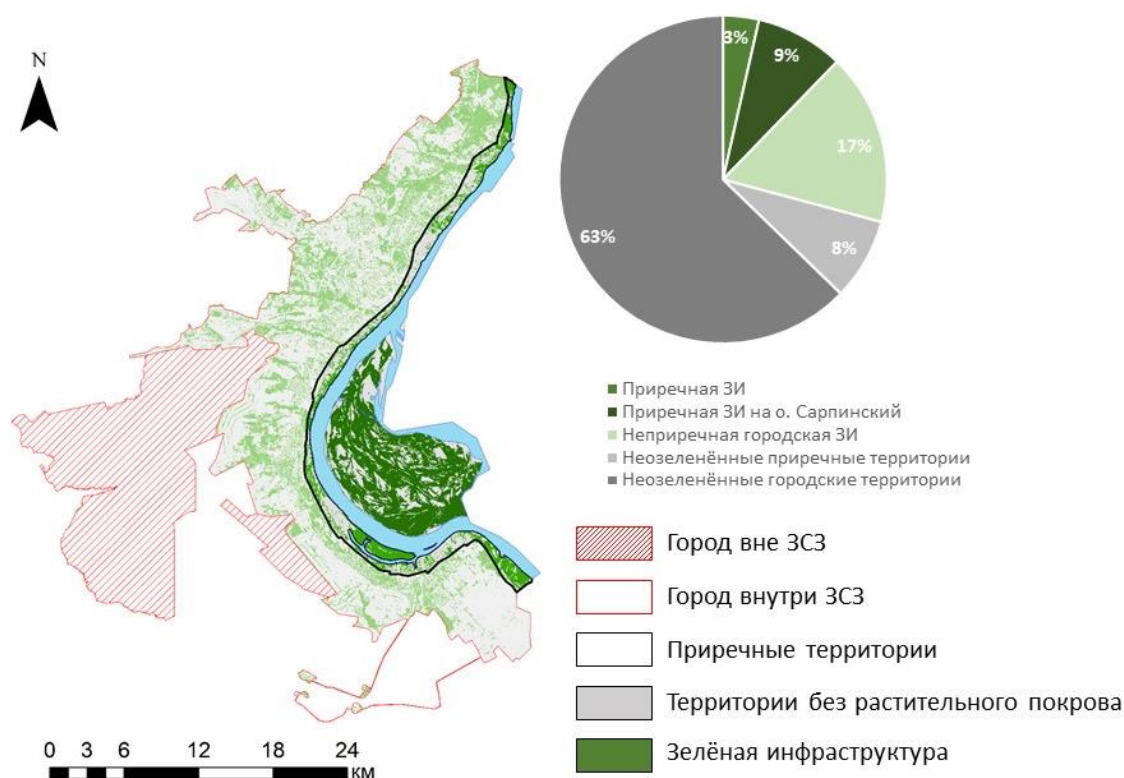 N
3%
9%
17%
8%
63%
Приречная ЗИ
Приречная ЗИ на о. Сарпинский
Неприречная городская ЗИ
Неозеленённые приречные территории
Неозеленённые городские территории
Город вне ЗСЗ
Город внутри ЗСЗ
Приречные территории
Территории без растительного покрова
Зелёная инфраструктура
0 3 6 12 18 24
км